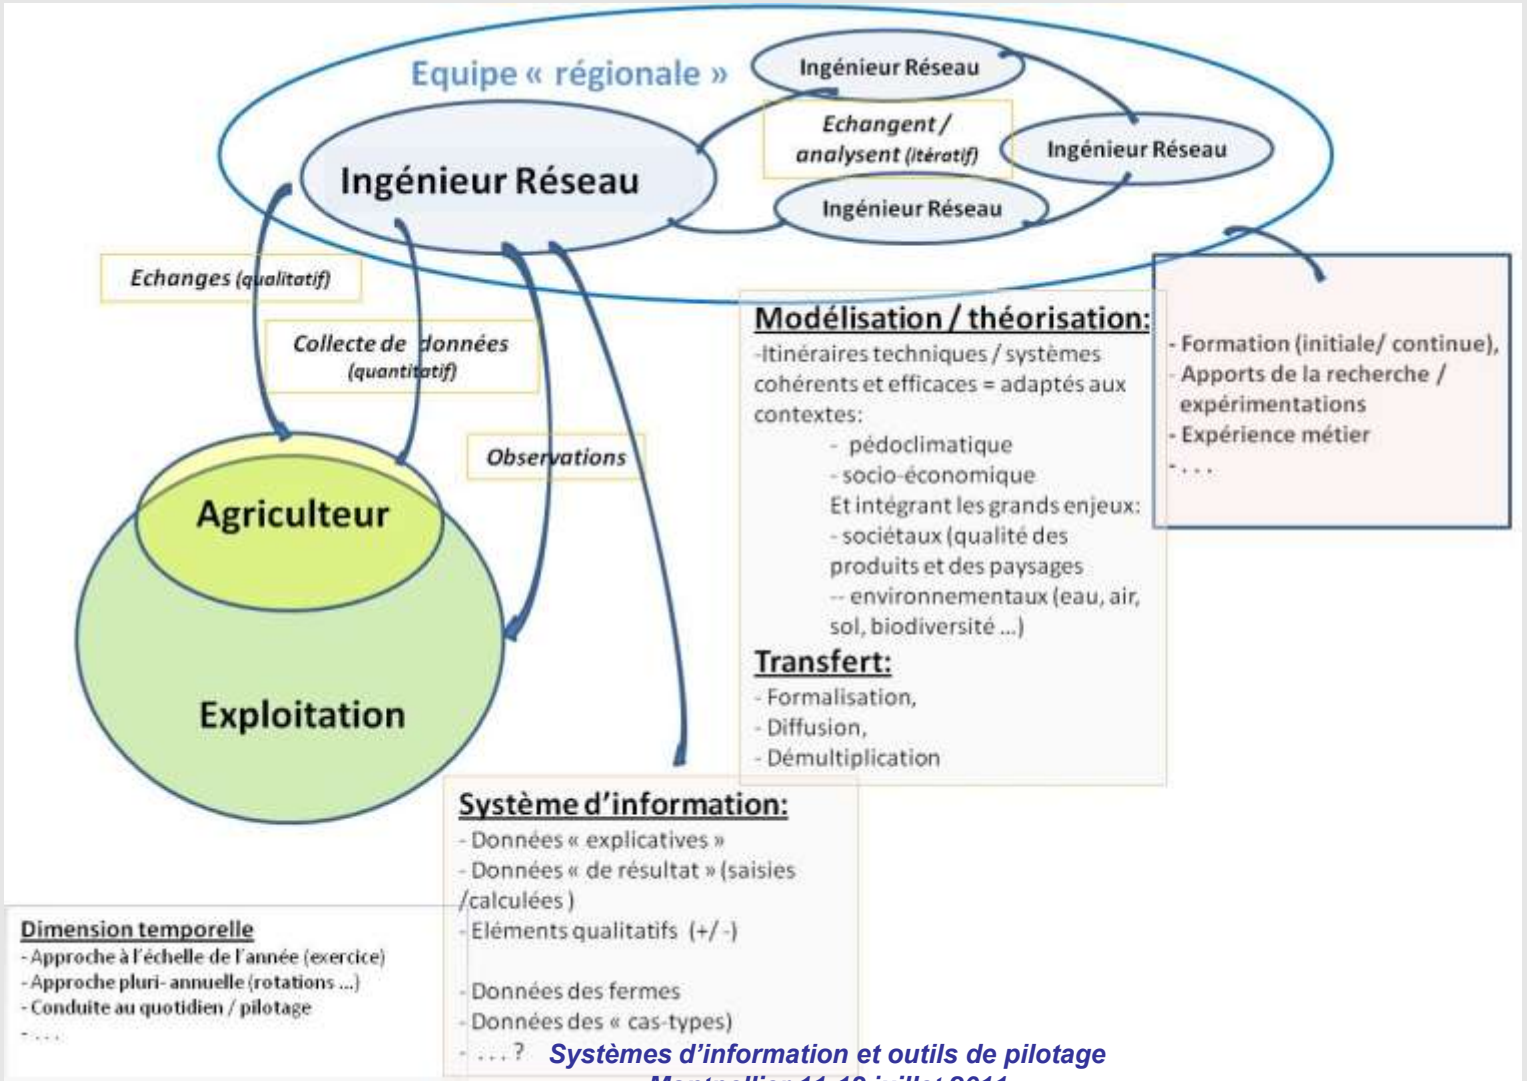 Equipe « régionale »
Ingénieur Réseau
Echangent /
analysent (itératif)
Ingénieur Réseau
Ingénieur Réseau
Ingénieur Réseau
Echanges (qualitatif)
Collecte de données
(quantitatif)
Observations
Agriculteur
Exploitation
Modélisation / théorisation:
-Itinéraires techniques / systèmes
cohérents et efficaces = adaptés aux
contextes:
- pédoclimatique
- socio-économique
Et intégrant les grands enjeux:
- sociétaux (qualité des
produits et des paysages
-- environnementaux (eau, air,
sol, biodiversité ...)
Transfert:
- Formalisation,
- Diffusion,
- Démultiplication
- Formation (initiale/ continue),
- Apports de la recherche /
expérimentations
- Expérience métier
- . . .
Système d'information:
- Données « explicatives »
- Données « de résultat » (saisies
/calculées )
- Eléments qualitatifs (+/ -)
- Données des fermes
- Données des « cas-types)
- . . . ?
Dimension temporelle
- Approche à l'échelle de l'année (exercice)
- Approche pluri- annuelle (rotations ...)
- Conduite au quotidien / pilotage
- . . .
Systèmes d'information et outils de pilotage
Montpellier 11-12 juillet 2011